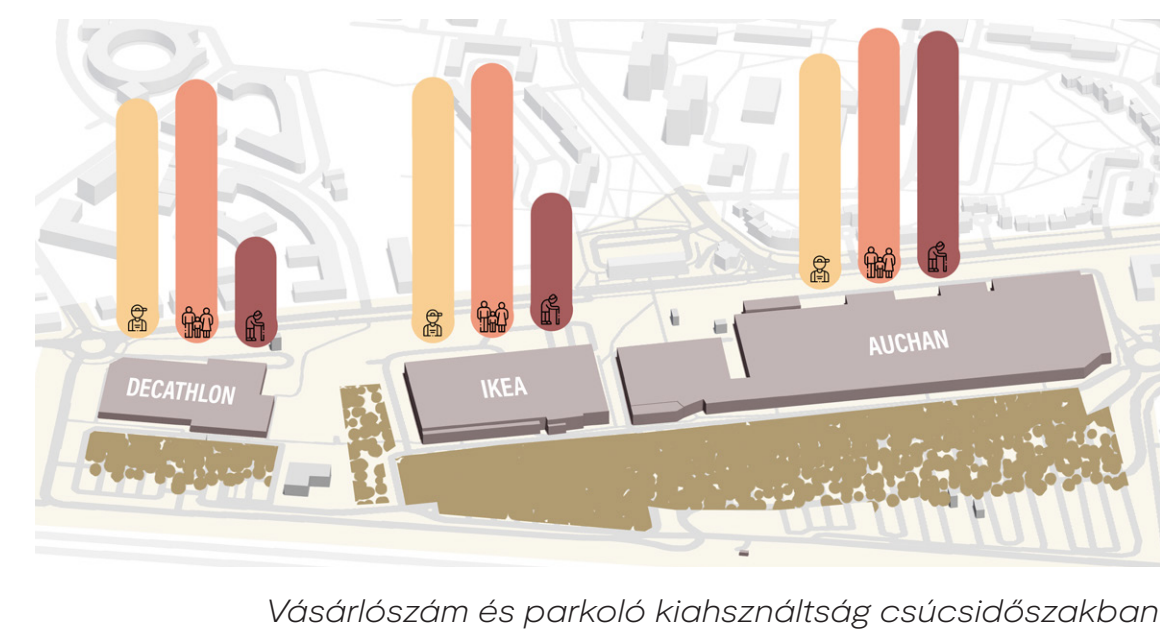 DECATHLON
IKEA
AUCHAN
Vásárlószám és parkoló kiahsználtság csúcsidőszakban